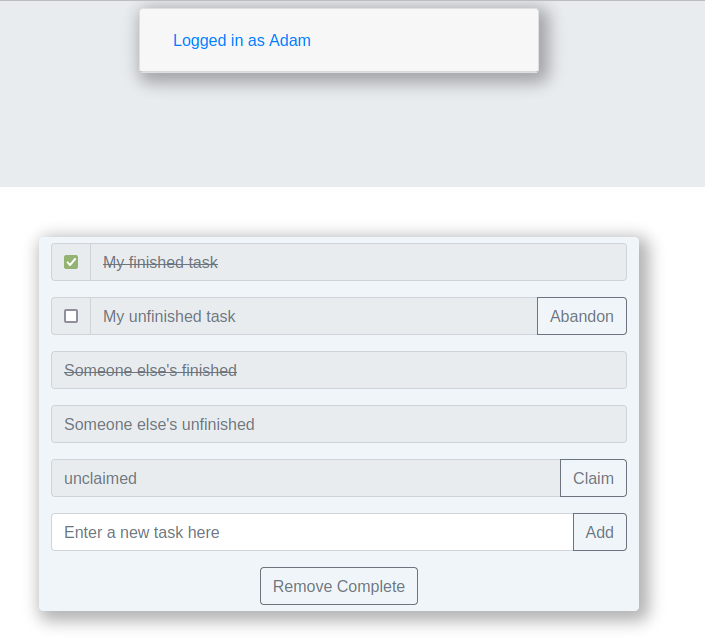 Logged in as Adam
My finished task
My unfinished task
Abandon
Someone else's finished
Someone else's unfinished
unclaimed
Claim
Enter a new task here
Add
Remove Complete